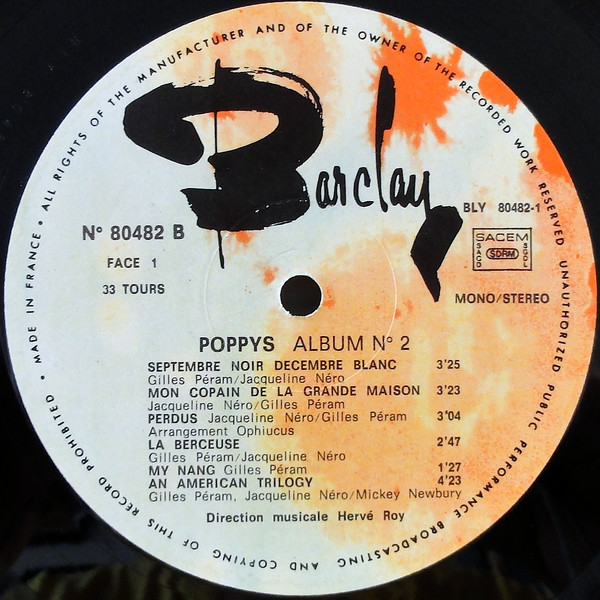 • MADE IN FRANCE • ALL RIGHTS OF THE MANUFACTURER AND OF THE OWNER OF THE RECORDED WORK RESERVED UNAUTHORIZED PUBLIC PERFORMANCE BROADCASTING AND COPYING OF THIS RECORD PROHIBITED
Barclay
BLY 80482-1
N° 80482 B
SACEM
SACD
SDRM
SGDL
FACE 1
33 TOURS
MONO/STEREO
POPPYS ALBUM N° 2
SEPTEMBRE NOIR DECEMBRE BLANC 3'25
Gilles Péram/Jacqueline Néro
MON COPAIN DE LA GRANDE MAISON 3'23
Jacqueline Néro/Gilles Péram
PERDUS Jacqueline Néro/Gilles Péram 3'04
Arrangement Ophiucus
LA BERCEUSE 2'47
Gilles Péram/Jacqueline Néro
MY NANG Gilles Péram 1'27
AN AMERICAN TRILOGY 4'23
Gilles Péram, Jacqueline Néro/Mickey Newbury
Direction musicale Hervé Roy